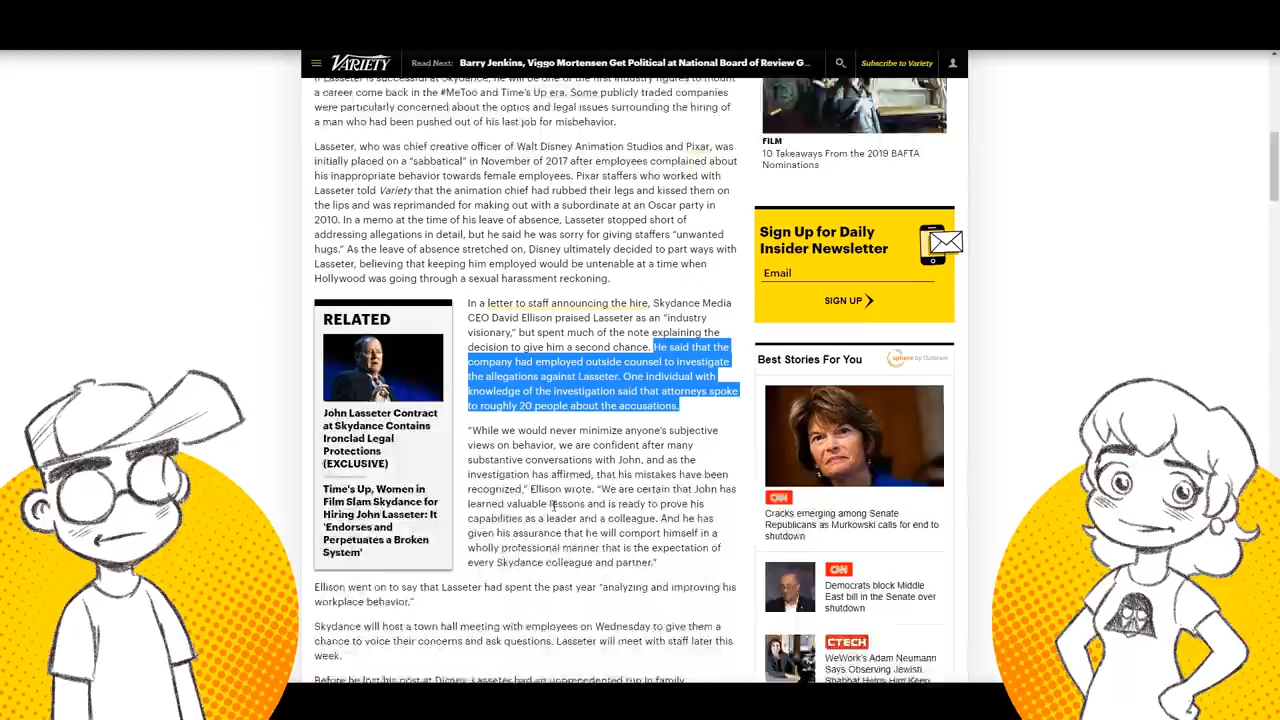 VARIETY
Read Next: Barry Jenkins, Viggo Mortensen Get Political at National Board of Review G...
Subscribe to Variety
If Lasseter is successful at Skydance, he will be one of the first industry figures to mount
a career come back in the #MeToo and Time's Up era. Some publicly traded companies
were particularly concerned about the optics and legal issues surrounding the hiring of
a man who had been pushed out of his last job for misbehavior.
Lasseter, who was chief creative officer of Walt Disney Animation Studios and Pixar, was
initially placed on a “sabbatical” in November of 2017 after employees complained about
his inappropriate behavior towards female employees. Pixar staffers who worked with
Lasseter told Variety that the animation chief had rubbed their legs and kissed them on
the lips and was reprimanded for making out with a subordinate at an Oscar party in
2010. In a memo at the time of his leave of absence, Lasseter stopped short of
addressing allegations in detail, but he said he was sorry for giving staffers “unwanted
hugs.” As the leave of absence stretched on, Disney ultimately decided to part ways with
Lasseter, believing that keeping him employed would be untenable at a time when
Hollywood was going through a sexual harassment reckoning.
RELATED
John Lasseter Contract
at Skydance Contains
Ironclad Legal
Protections
(EXCLUSIVE)
Time's Up, Women in
Film Slam Skydance for
Hiring John Lasseter: It
'Endorses and
Perpetuates a Broken
System'
In a letter to staff announcing the hire, Skydance Media
CEO David Ellison praised Lasseter as an “industry
visionary,” but spent much of the note explaining the
decision to give him a second chance. He said that the
company had employed outside counsel to investigate
the allegations against Lasseter. One individual with
knowledge of the investigation said that attorneys spoke
to roughly 20 people about the accusations.
“While we would never minimize anyone's subjective
views on behavior, we are confident after many
substantive conversations with John, and as the
investigation has affirmed, that his mistakes have been
recognized,” Ellison wrote. “We are certain that John has
learned valuable lessons and is ready to prove his
capabilities as a leader and a colleague. And he has
given his assurance that he will comport himself in a
wholly professional manner that is the expectation of
every Skydance colleague and partner.”
Ellison went on to say that Lasseter had spent the past year “analyzing and improving his
workplace behavior,”
Skydance will host a town hall meeting with employees on Wednesday to give them a
chance to voice their concerns and ask questions. Lasseter will meet with staff later this
week.
Before he lost his post at Disney, Lasseter had an unprecedented run in family
FILM
10 Takeaways From the 2019 BAFTA
Nominations
Sign Up for Daily
Insider Newsletter
Email
SIGN UP
Best Stories For You
sphere by Outbrain
CNN
Cracks emerging among Senate
Republicans as Murkowski calls for end to
shutdown
CNN
Democrats block Middle
East bill in the Senate over
shutdown
CTECH
WeWork's Adam Neumann
Says Observing Jewish
Shabbat Helps Him Keep